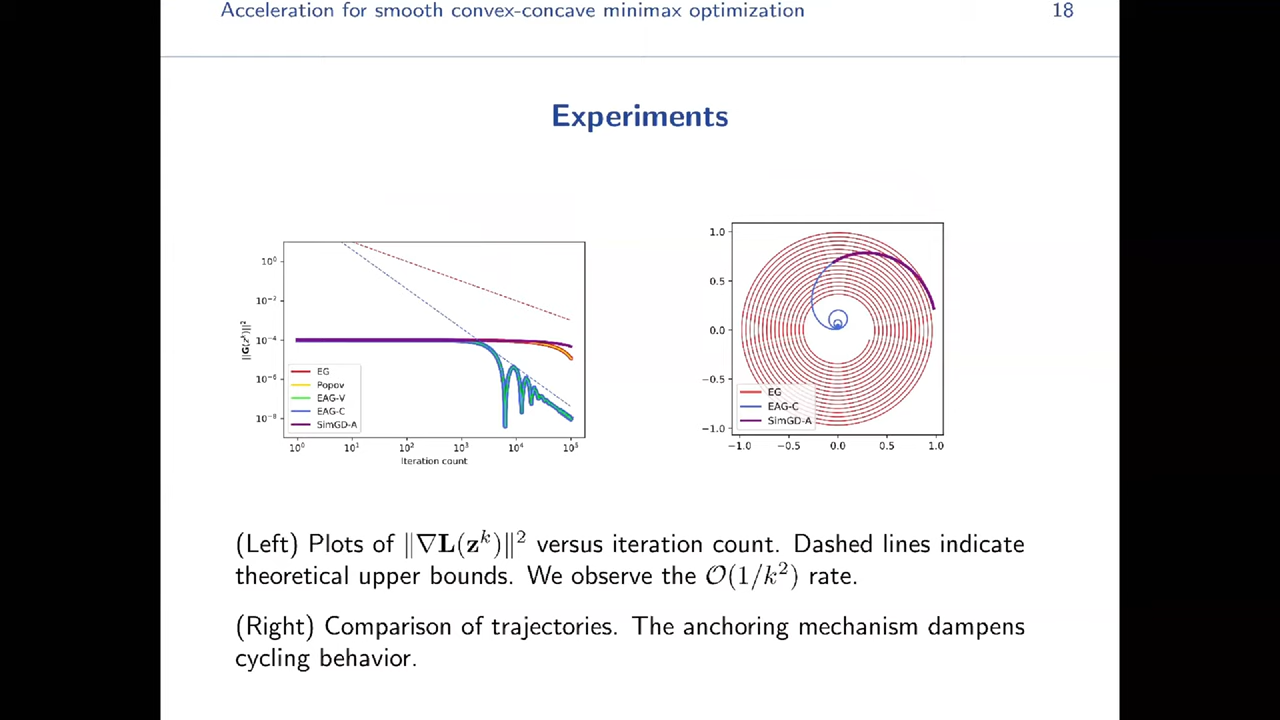 Acceleration for smooth convex-concave minimax optimization 18
Experiments
10⁰
10⁻²
10⁻⁴
10⁻⁶
10⁻⁸
||G(zᵏ)||²
EG
Popov
EAG-V
EAG-C
SimGD-A
10⁰ 10¹ 10² 10³ 10⁴ 10⁵
Iteration count
1.0
0.5
0.0
−0.5
−1.0
EG
EAG-C
SimGD-A
−1.0 −0.5 0.0 0.5 1.0
(Left) Plots of ‖∇L(zᵏ)‖² versus iteration count. Dashed lines indicate
theoretical upper bounds. We observe the 𝒪(1/k²) rate.
(Right) Comparison of trajectories. The anchoring mechanism dampens
cycling behavior.